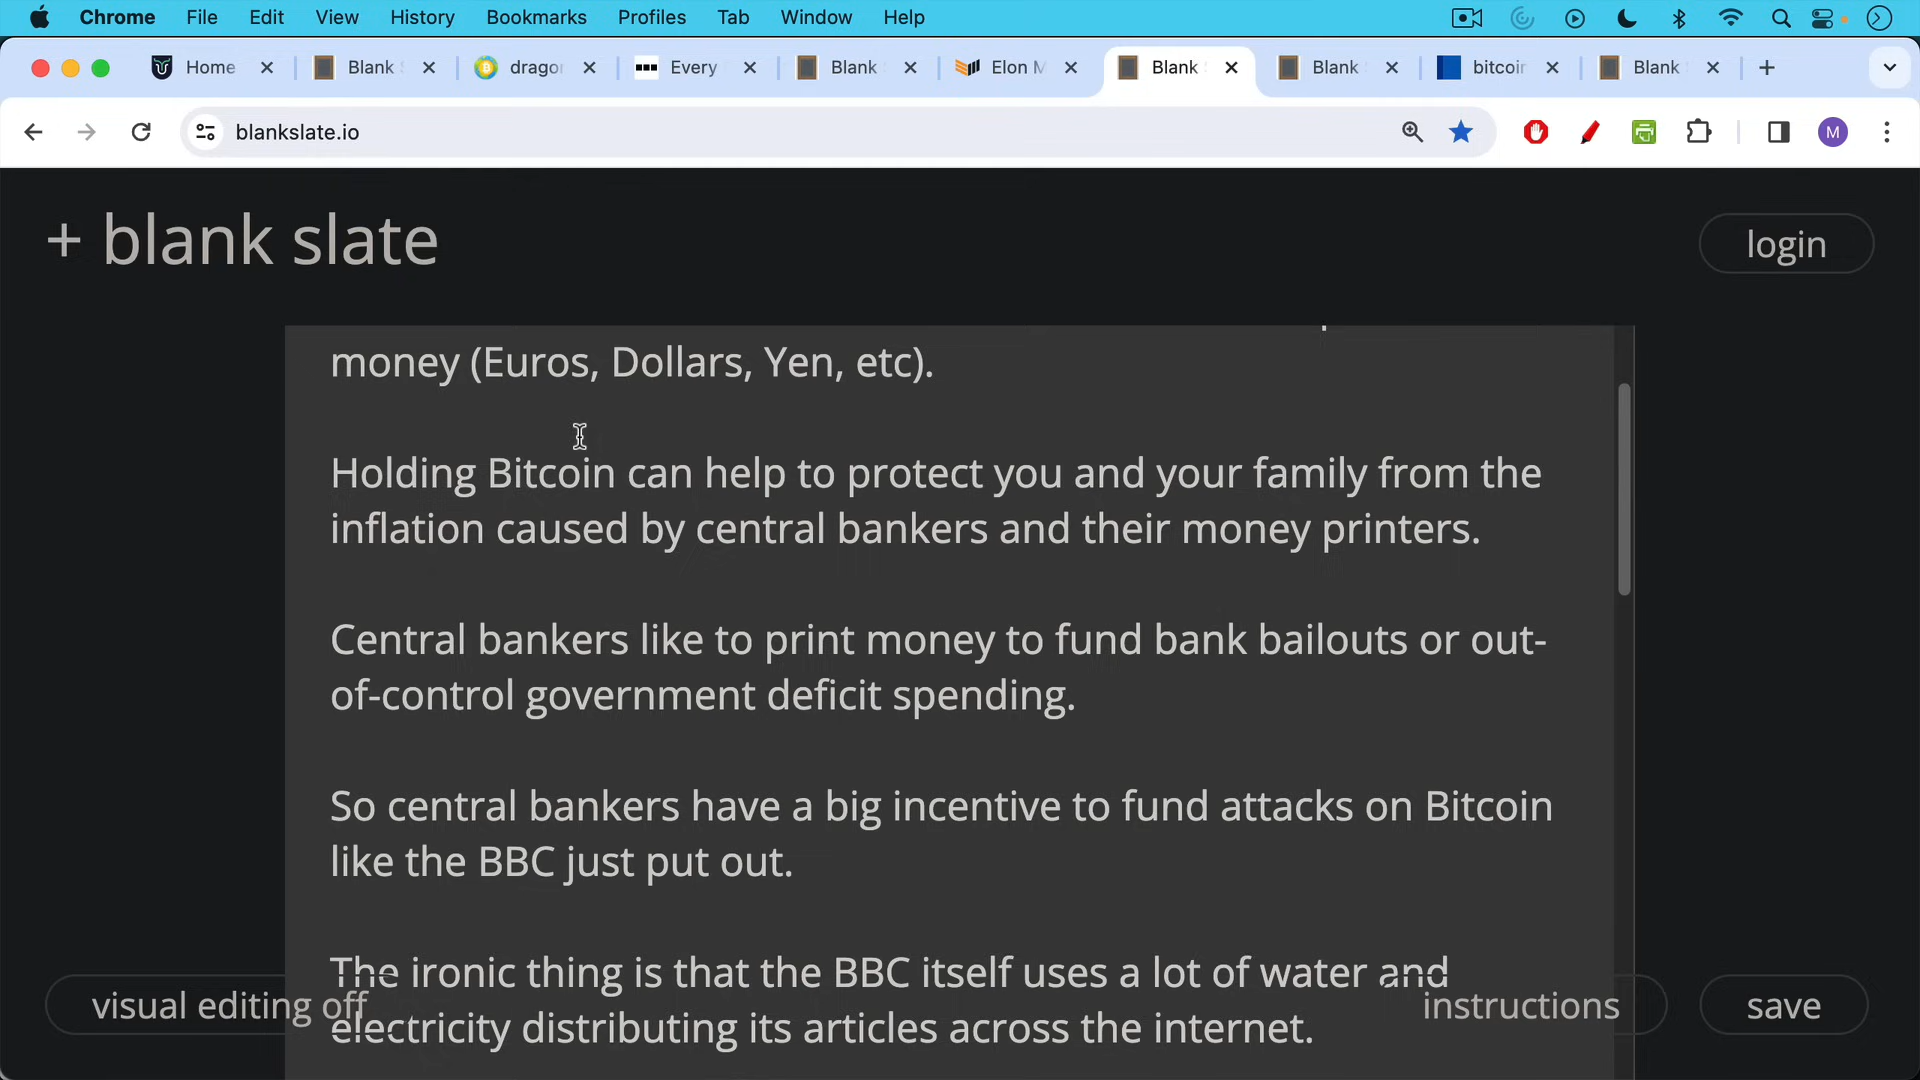 Chrome File Edit View History Bookmarks Profiles Tab Window Help
Home Blank dragon Every Blank Elon M Blank Blank bitcoin Blank
blankslate.io
M
+ blank slate
login
money (Euros, Dollars, Yen, etc).
Holding Bitcoin can help to protect you and your family from the
inflation caused by central bankers and their money printers.
Central bankers like to print money to fund bank bailouts or out-
of-control government deficit spending.
So central bankers have a big incentive to fund attacks on Bitcoin
like the BBC just put out.
The ironic thing is that the BBC itself uses a lot of water and
electricity distributing its articles across the internet.
visual editing off
instructions
save